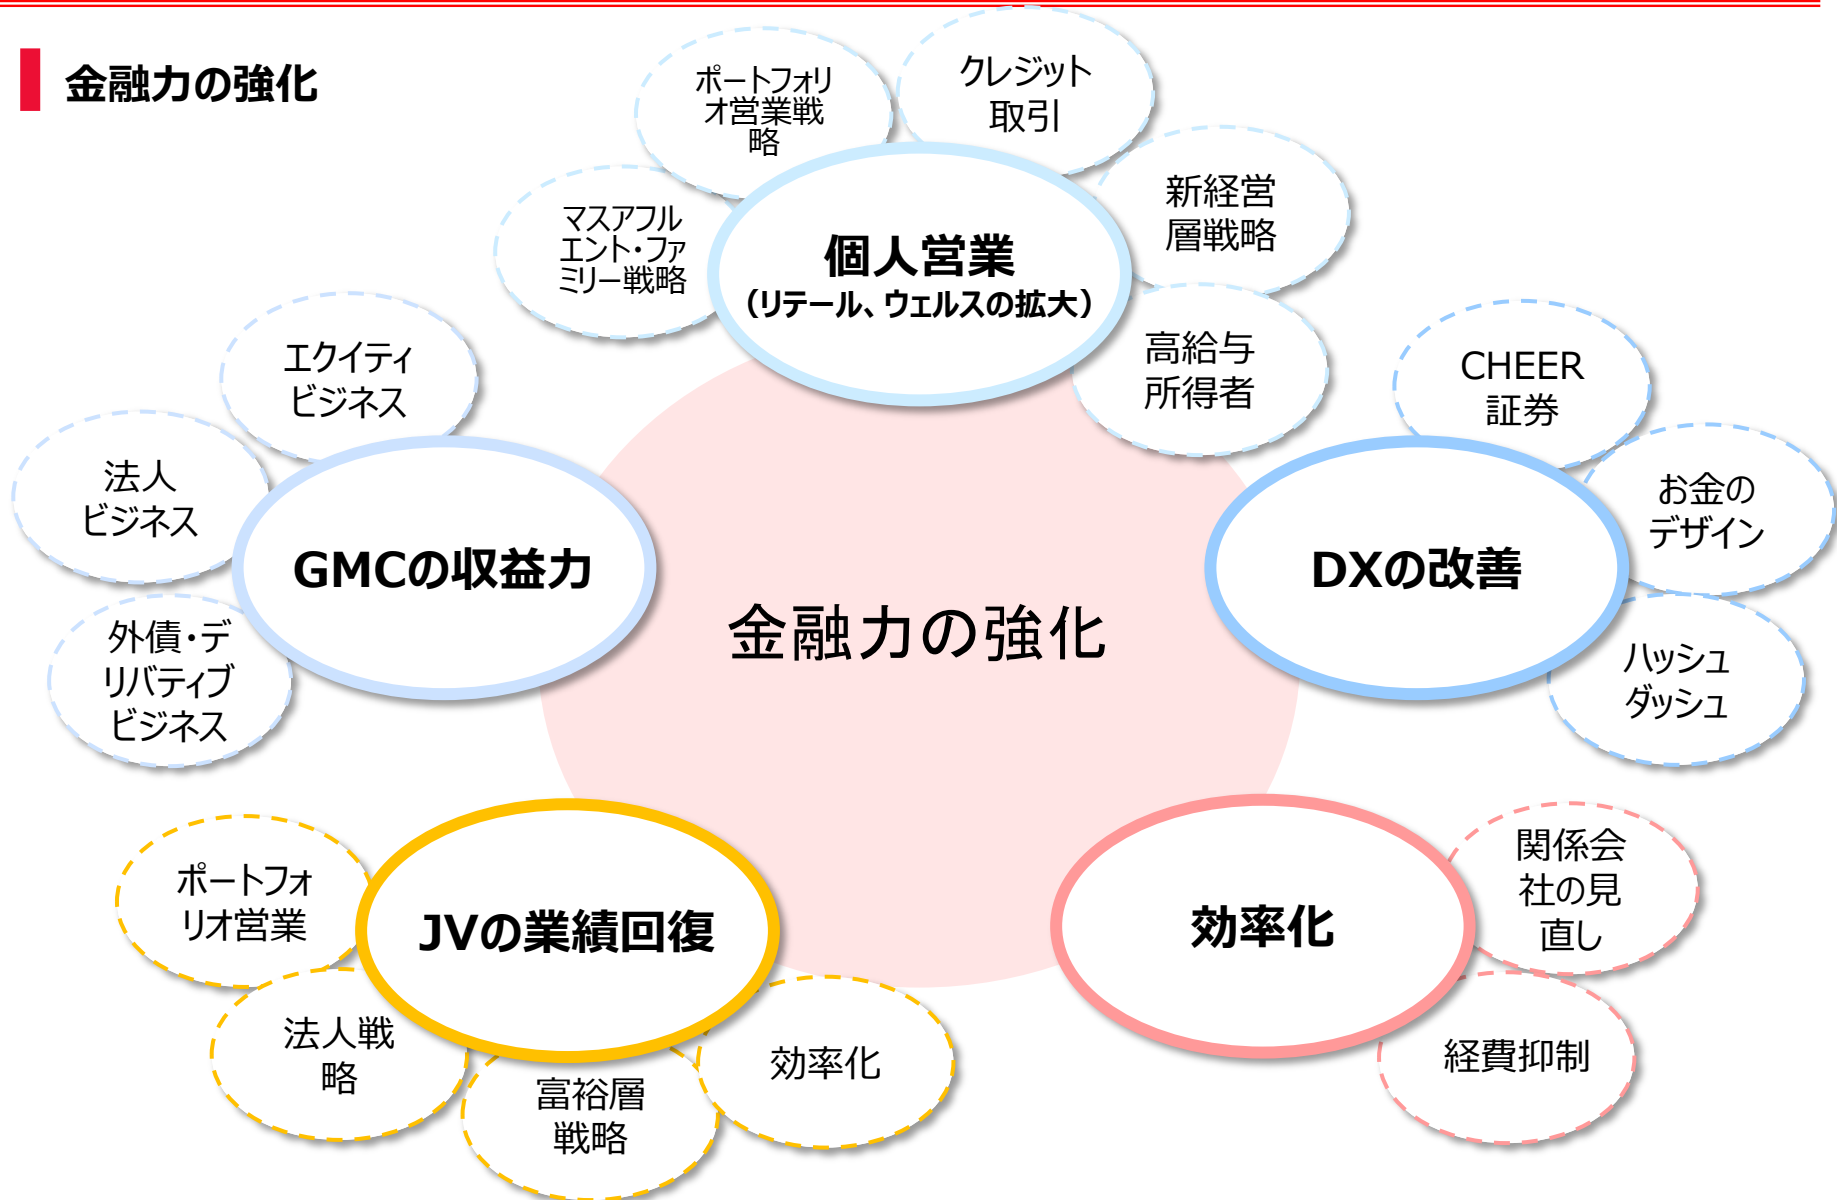 金融力の強化
ポートフォリ
オ営業戦
略
クレジット
取引
新経営
層戦略
マスアフル
エント・ファ
ミリー戦略
個人営業
（リテール、ウェルスの拡大）
高給与
所得者
エクイティ
ビジネス
法人
ビジネス
GMCの収益力
外債・デ
リバティブ
ビジネス
CHEER
証券
お金の
デザイン
DXの改善
ハッシュ
ダッシュ
金融力の強化
ポートフォ
リオ営業
JVの業績回復
法人戦
略
富裕層
戦略
効率化
効率化
関係会
社の見
直し
経費抑制